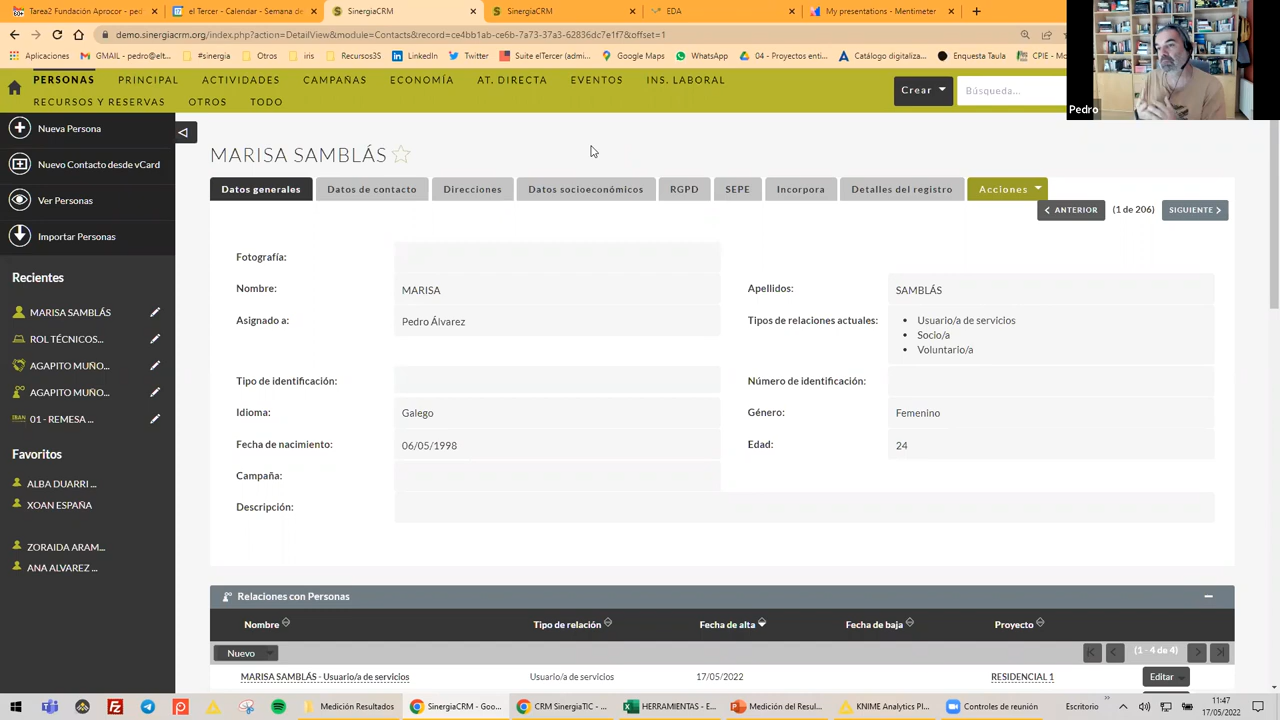 Tarea2 Fundación Aprocor - ped
el Tercer - Calendar - Semana de
SinergiaCRM
SinergiaCRM
EDA
My presentations - Mentimeter
demo.sinergiacrm.org/index.php?action=DetailView&module=Contacts&record=ce4bb1ab-ce6b-7a73-37a3-62836dc7e1f7&offset=1
Aplicaciones
GMAIL - pedro@elt...
#sinergia
Otros
iris
Recursos3S
LinkedIn
Twitter
Suite elTercer (admi...
Google Maps
WhatsApp
04 - Proyectos entid...
Catálogo digitaliza...
Enquesta Taula
CPIE - M
PERSONAS
PRINCIPAL
ACTIVIDADES
CAMPAÑAS
ECONOMÍA
AT. DIRECTA
EVENTOS
INS. LABORAL
RECURSOS Y RESERVAS
OTROS
TODO
Crear
Búsqueda...
Pedro
Nueva Persona
Nuevo Contacto desde vCard
Ver Personas
Importar Personas
Recientes
MARISA SAMBLÁS
ROL TÉCNICOS...
AGAPITO MUÑO...
AGAPITO MUÑO...
01 - REMESA ...
Favoritos
ALBA DUARRI ...
XOAN ESPAÑA
ZORAIDA ARAM...
ANA ALVAREZ ...
MARISA SAMBLÁS
Datos generales
Datos de contacto
Direcciones
Datos socioeconómicos
RGPD
SEPE
Incorpora
Detalles del registro
Acciones
ANTERIOR
(1 de 206)
SIGUIENTE
Fotografía:
Nombre: MARISA
Apellidos: SAMBLÁS
Asignado a: Pedro Álvarez
Tipos de relaciones actuales:
• Usuario/a de servicios
• Socio/a
• Voluntario/a
Tipo de identificación:
Número de identificación:
Idioma: Galego
Género: Femenino
Fecha de nacimiento: 06/05/1998
Edad: 24
Campaña:
Descripción:
Relaciones con Personas
Nombre
Tipo de relación
Fecha de alta
Fecha de baja
Proyecto
Nuevo
(1 - 4 de 4)
MARISA SAMBLÁS - Usuario/a de servicios
Usuario/a de servicios
17/05/2022
RESIDENCIAL 1
Editar
Medición Resultados
SinergiaCRM - Goo...
CRM SinergiaTIC - ...
HERRAMIENTAS - E...
Medición del Resul...
KNIME Analytics Pl...
Controles de reunión
Escritorio
11:47
17/05/2022